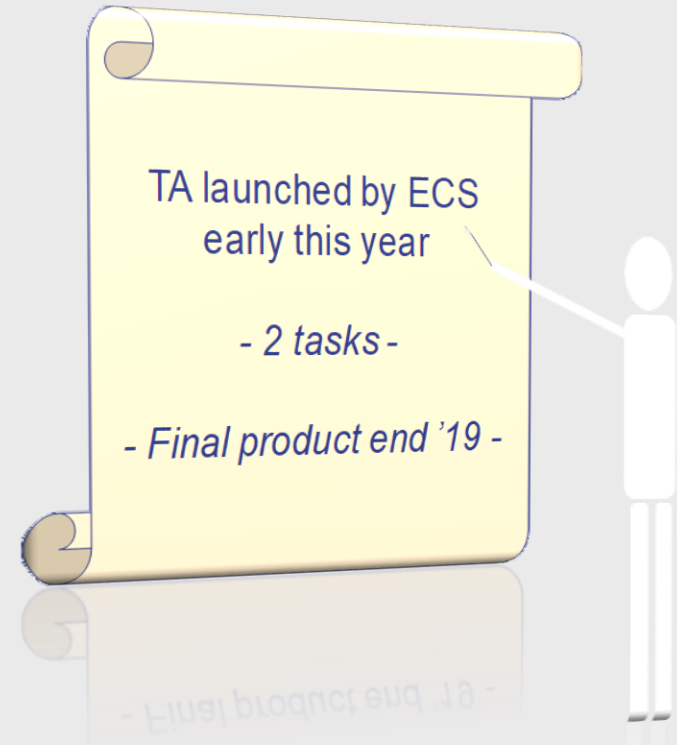 TA launched by ECS
early this year
- 2 tasks -
- Final product end ’19 -